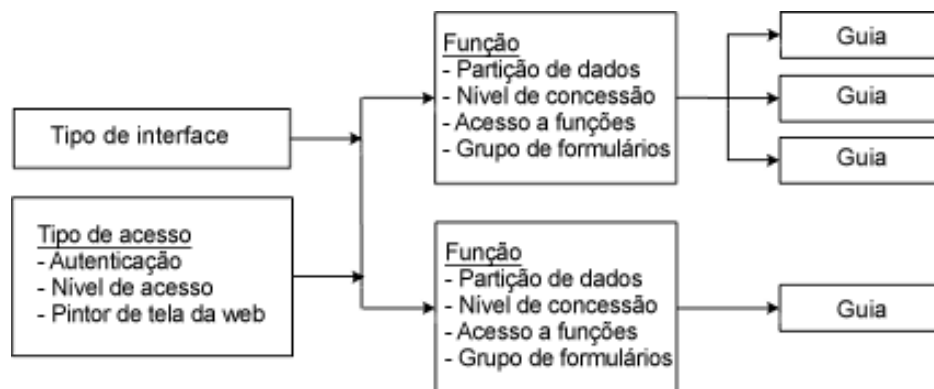 Tipo de interface
Tipo de acesso
- Autenticação
- Nível de acesso
- Pintor de tela da web
Função
- Partição de dados
- Nível de concessão
- Acesso a funções
- Grupo de formulários
Função
- Partição de dados
- Nível de concessão
- Acesso a funções
- Grupo de formulários
Guia
Guia
Guia
Guia